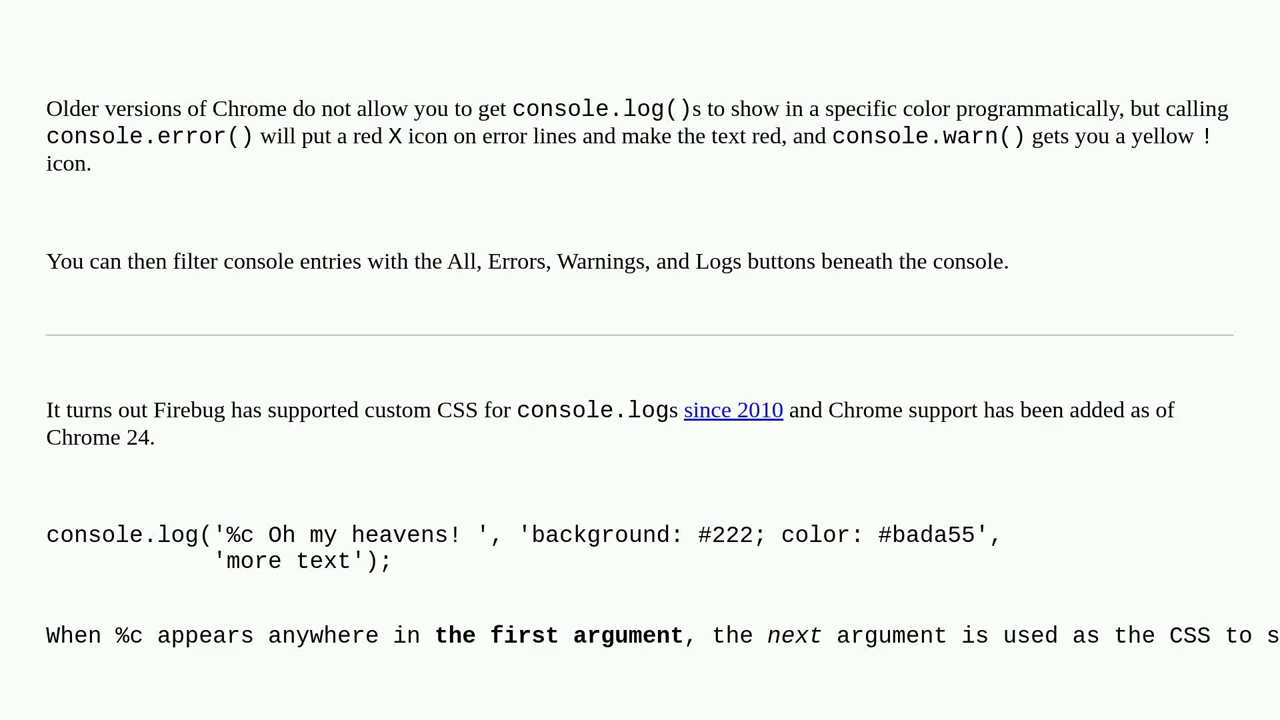 Older versions of Chrome do not allow you to get console.log()s to show in a specific color programmatically, but calling
console.error() will put a red X icon on error lines and make the text red, and console.warn() gets you a yellow !
icon.
You can then filter console entries with the All, Errors, Warnings, and Logs buttons beneath the console.
It turns out Firebug has supported custom CSS for console.logs since 2010 and Chrome support has been added as of
Chrome 24.
console.log('%c Oh my heavens! ', 'background: #222; color: #bada55',
            'more text');
When %c appears anywhere in the first argument, the next argument is used as the CSS to